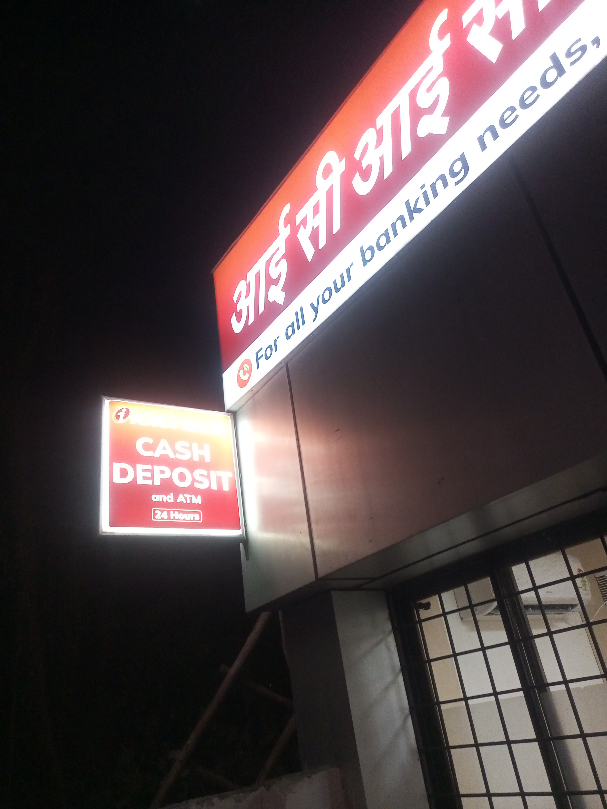 आई सी आई सी
For all your banking needs,
CASH
DEPOSIT
and ATM
24 Hours